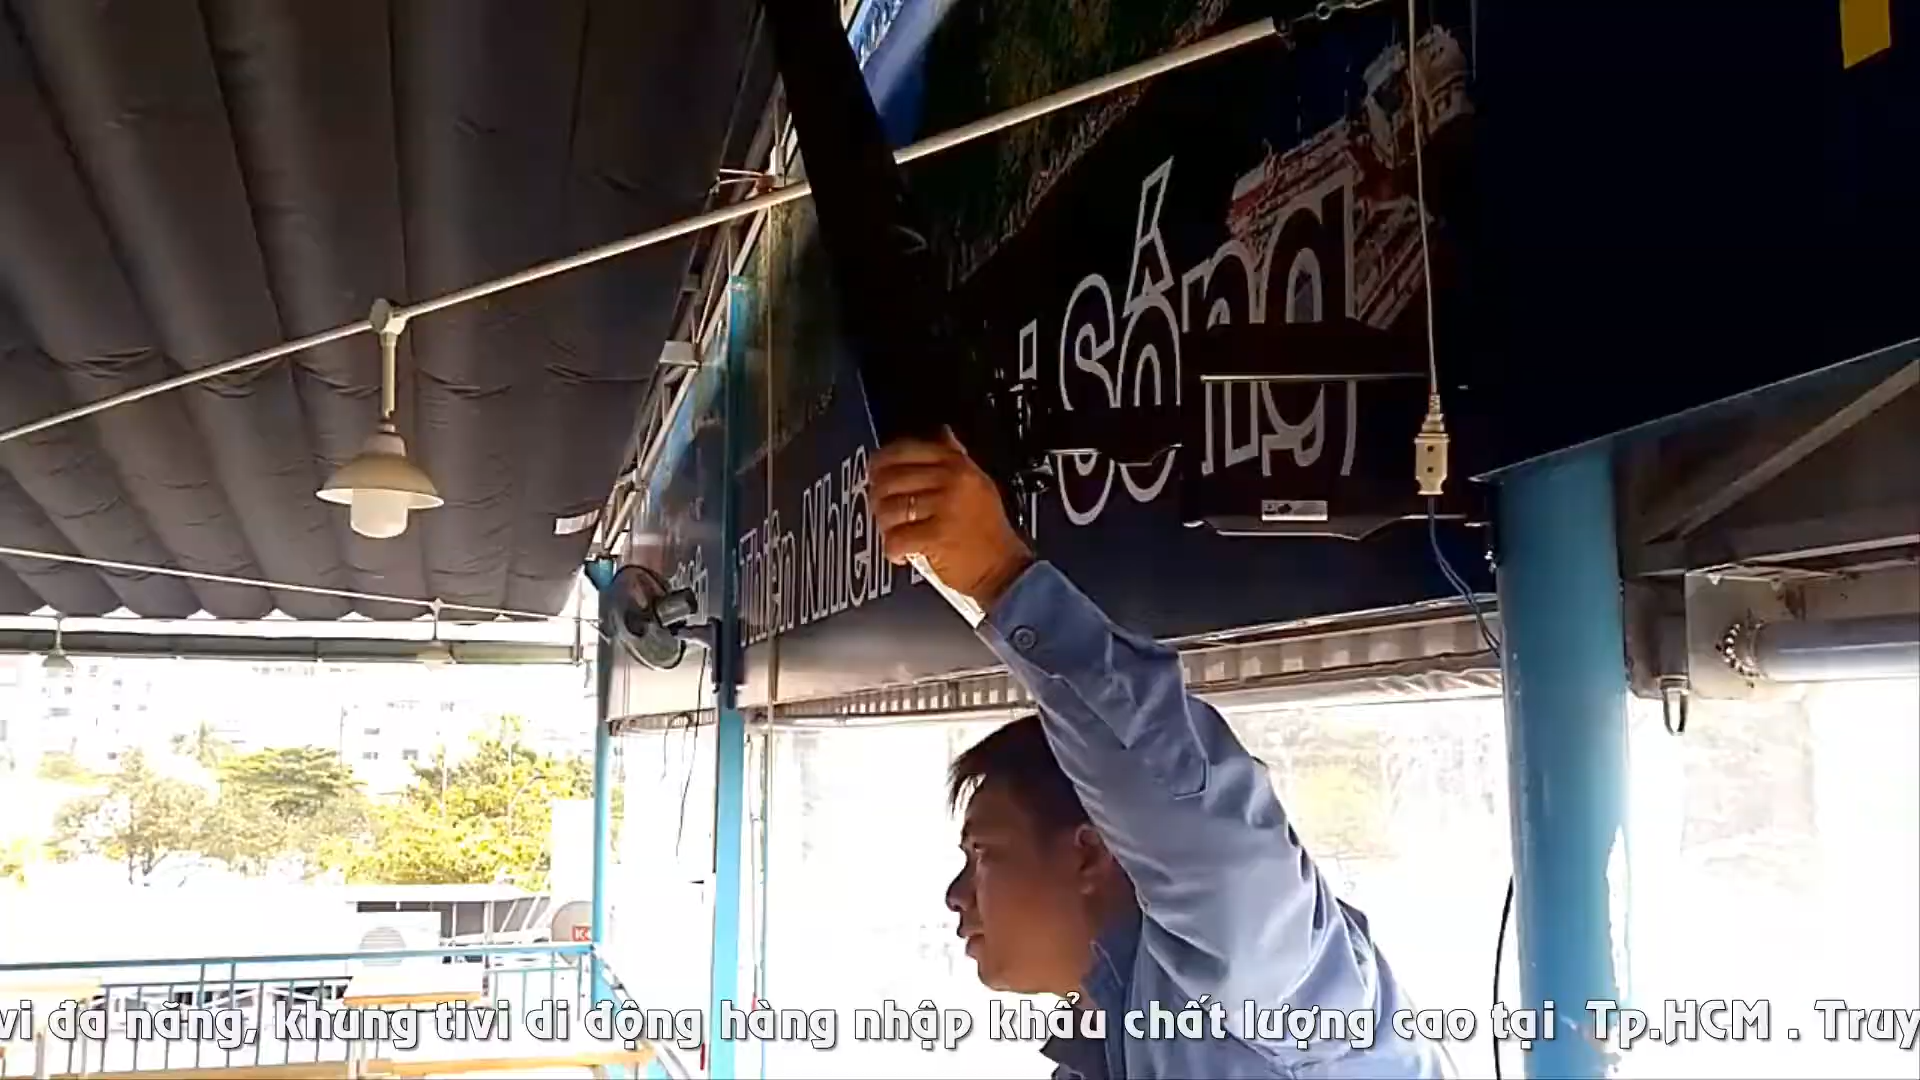 Sống
Thiên Nhiên
vi đa năng, khung tivi di động hàng nhập khẩu chất lượng cao tại Tp.HCM . Truy